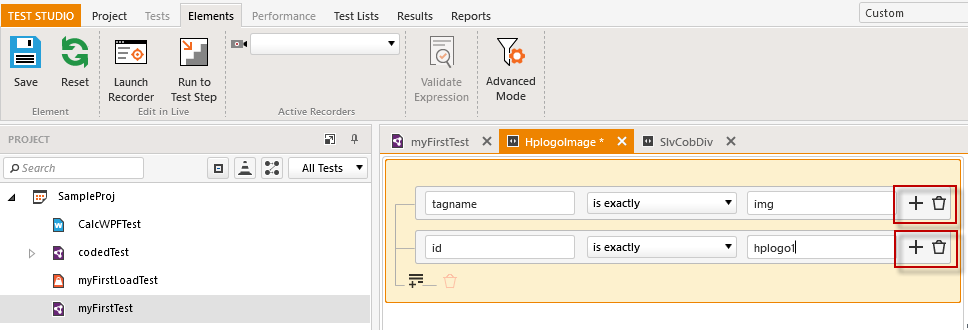 TEST STUDIO Project Tests Elements Performance Test Lists Results Reports Custom
Save Reset Launch Recorder Run to Test Step Validate Expression Advanced Mode
Element Edit in Live Active Recorders
PROJECT
Search All Tests
SampleProj
CalcWPFTest
codedTest
myFirstLoadTest
myFirstTest
myFirstTest HplogoImage * SlvCobDiv
tagname is exactly img
id is exactly hplogo1